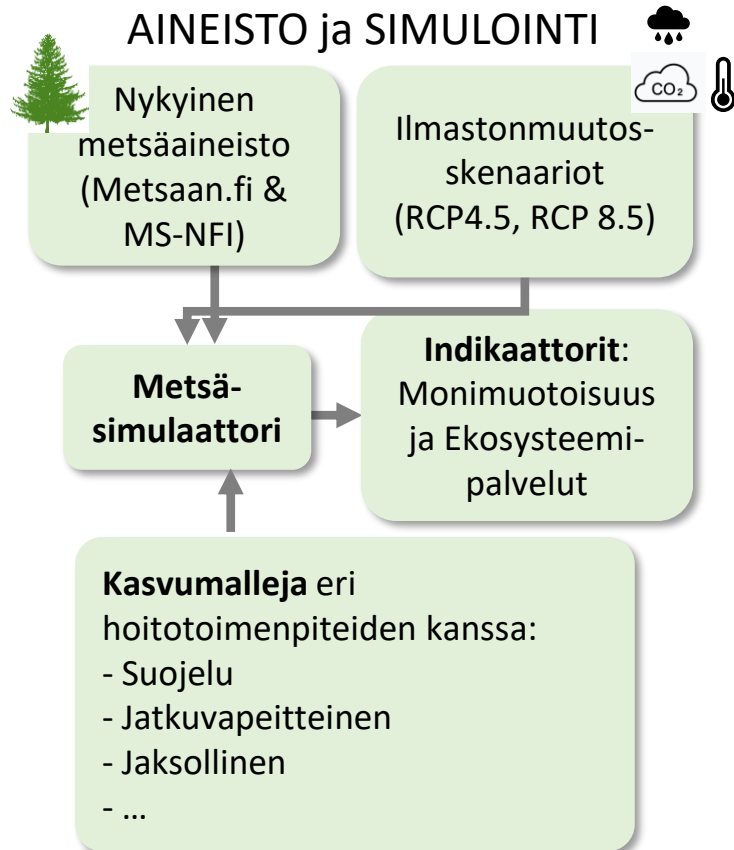 AINEISTO ja SIMULOINTI
Nykyinen
metsäaineisto
(Metsaan.fi &
MS-NFI)
CO₂
Ilmastonmuutos-
skenaariot
(RCP4.5, RCP 8.5)
Metsä-
simulaattori
Indikaattorit:
Monimuotoisuus
ja Ekosysteemi-
palvelut
Kasvumalleja eri
hoitotoimenpiteiden kanssa:
- Suojelu
- Jatkuvapeitteinen
- Jaksollinen
- ...